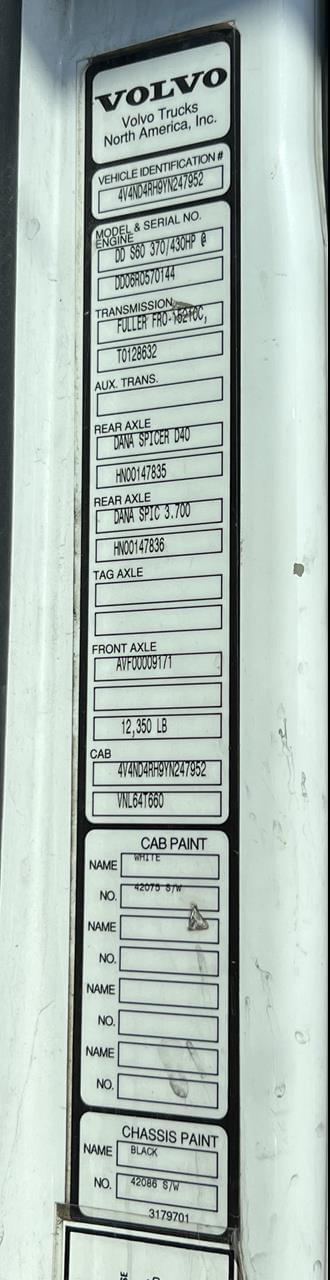 VOLVO
Volvo Trucks
North America, Inc.
VEHICLE IDENTIFICATION #
4V4ND4RH9YN247952
MODEL & SERIAL NO.
ENGINE
DD S60 370/430HP @
DD06R0570144
TRANSMISSION
FULLER FRO-15210C,
T0128632
AUX. TRANS.
REAR AXLE
DANA SPICER D40
HN00147835
REAR AXLE
DANA SPIC 3.700
HN00147836
TAG AXLE
FRONT AXLE
AVF00009171
12,350 LB
CAB
4V4ND4RH9YN247952
VNL64T660
CAB PAINT
NAME WHITE
NO. 42075 S/W
NAME
NO.
NAME
NO.
NAME
NO.
CHASSIS PAINT
NAME BLACK
NO. 42086 S/W
3179701